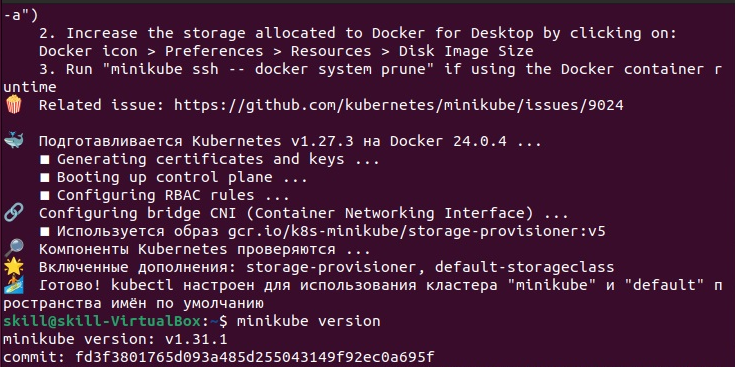 -a")
    2. Increase the storage allocated to Docker for Desktop by clicking on:
    Docker icon > Preferences > Resources > Disk Image Size
    3. Run "minikube ssh -- docker system prune" if using the Docker container r
untime
🍿  Related issue: https://github.com/kubernetes/minikube/issues/9024

🐳  Подготавливается Kubernetes v1.27.3 на Docker 24.0.4 ...
    ▪ Generating certificates and keys ...
    ▪ Booting up control plane ...
    ▪ Configuring RBAC rules ...
🔗  Configuring bridge CNI (Container Networking Interface) ...
    ▪ Используется образ gcr.io/k8s-minikube/storage-provisioner:v5
🔎  Компоненты Kubernetes проверяются ...
🌟  Включенные дополнения: storage-provisioner, default-storageclass
🏄  Готово! kubectl настроен для использования кластера "minikube" и "default" п
ространства имён по умолчанию
skill@skill-VirtualBox:~$ minikube version
minikube version: v1.31.1
commit: fd3f3801765d093a485d255043149f92ec0a695f